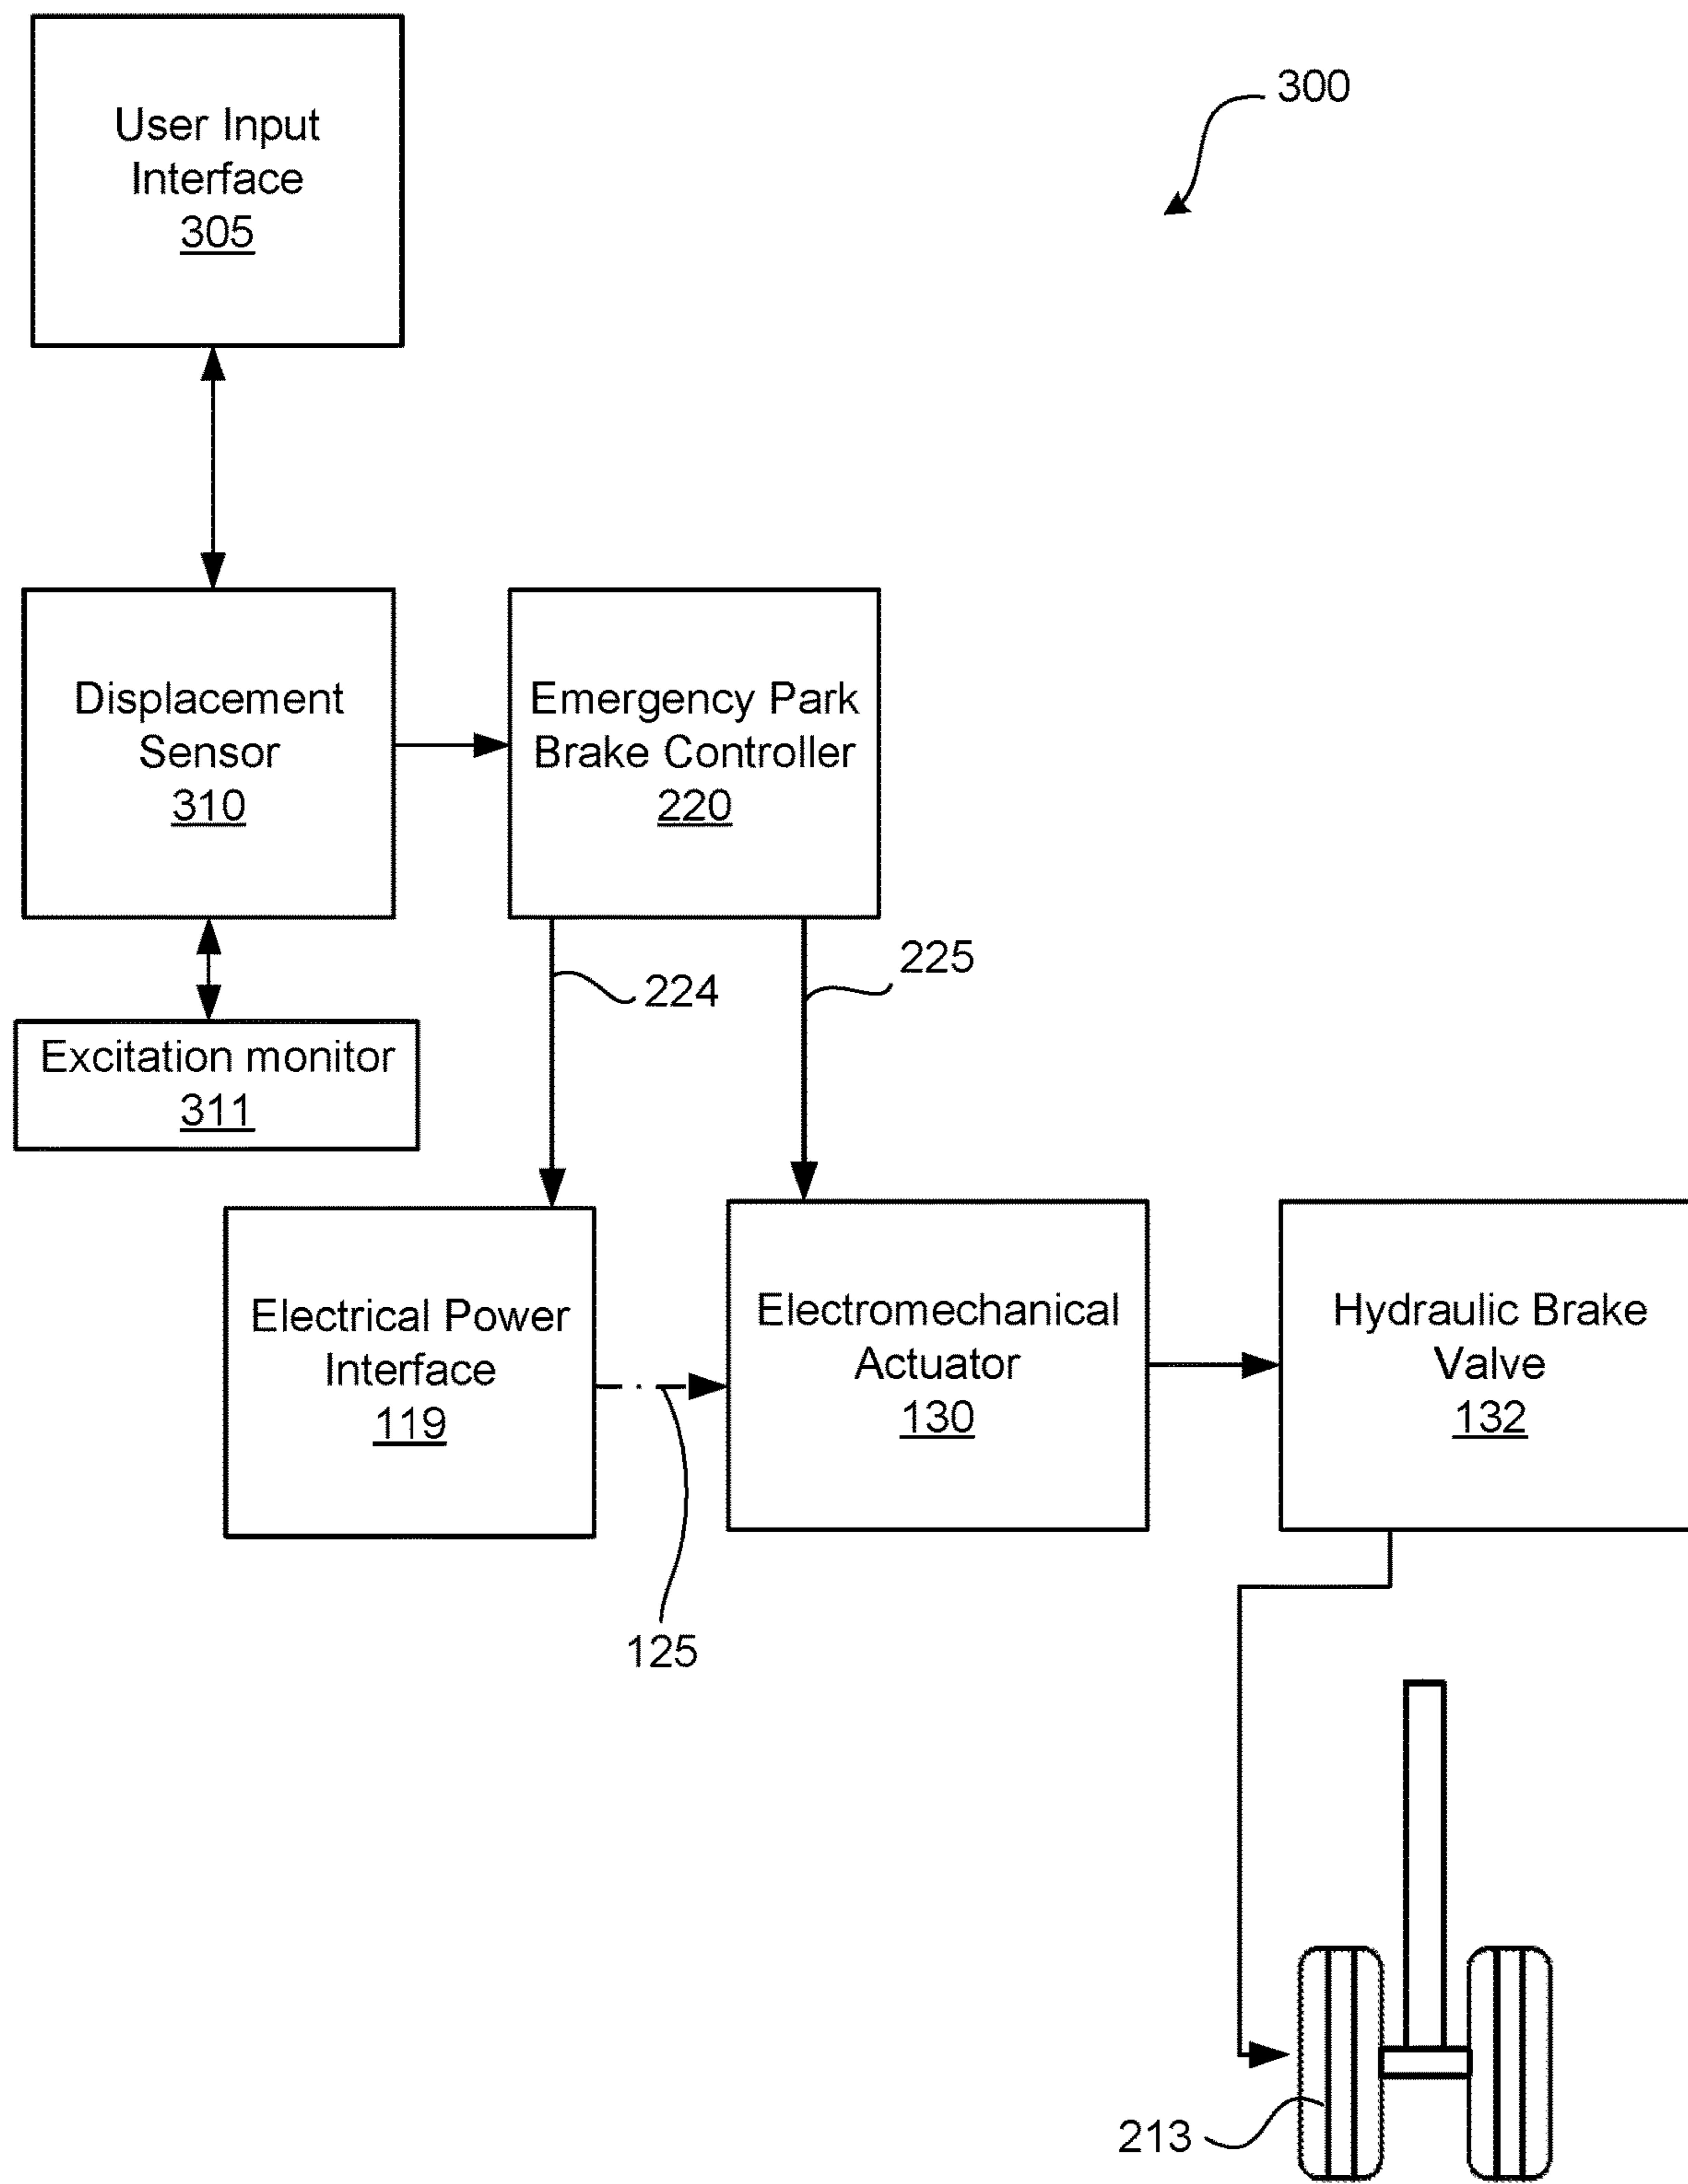 300
User Input
Interface
305
Displacement
Sensor
310
Emergency Park
Brake Controller
220
225
224
Excitation monitor
311
Electrical Power
Interface
119
Electromechanical
Actuator
130
Hydraulic Brake
Valve
132
125
213